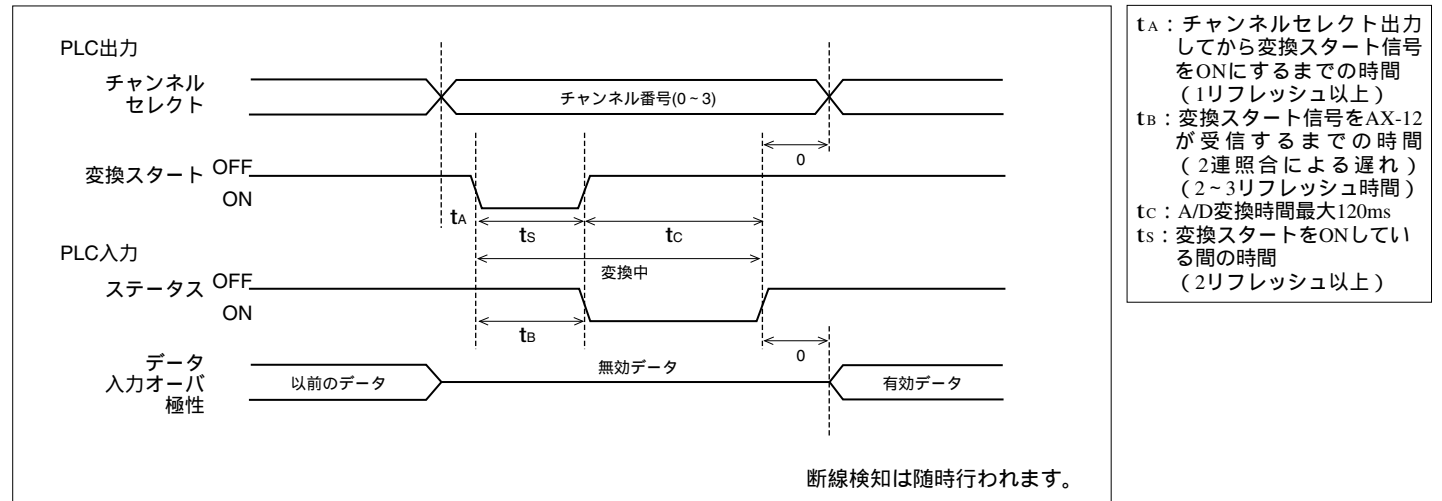 PLC出力
チャンネル
セレクト
チャンネル番号(0~3)
0
変換スタート OFF
ON
tA
tS
tC
PLC入力
変換中
ステータス OFF
ON
tB
0
データ
入力オーバ
極性
以前のデータ
無効データ
有効データ
断線検知は随時行われます。
tA：チャンネルセレクト出力
してから変換スタート信号
をONにするまでの時間
（1リフレッシュ以上）
tB：変換スタート信号をAX-12
が受信するまでの時間
（2連照合による遅れ）
（2~3リフレッシュ時間）
tC：A/D変換時間最大120ms
tS：変換スタートをONしてい
る間の時間
（2リフレッシュ以上）